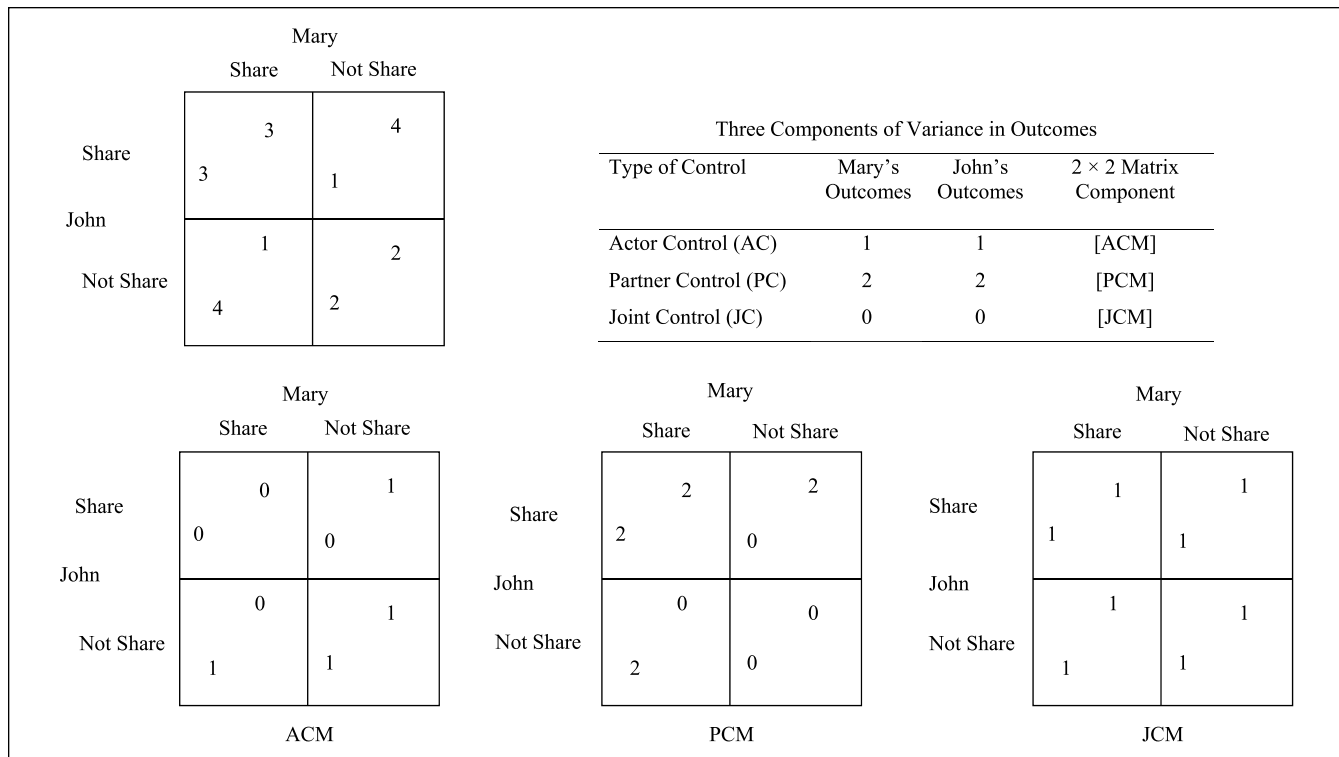 Mary
Share Not Share
3 4
Share
3 1
John
1 2
Not Share
4 2
Three Components of Variance in Outcomes
Type of Control Mary’s Outcomes John’s Outcomes 2 × 2 Matrix Component
Actor Control (AC) 1 1 [ACM]
Partner Control (PC) 2 2 [PCM]
Joint Control (JC) 0 0 [JCM]
Mary
Share Not Share
0 1
Share
0 0
John
0 1
Not Share
1 1
ACM
Mary
Share Not Share
2 2
Share
2 0
John
0 0
Not Share
2 0
PCM
Mary
Share Not Share
1 1
Share
1 1
John
1 1
Not Share
1 1
JCM